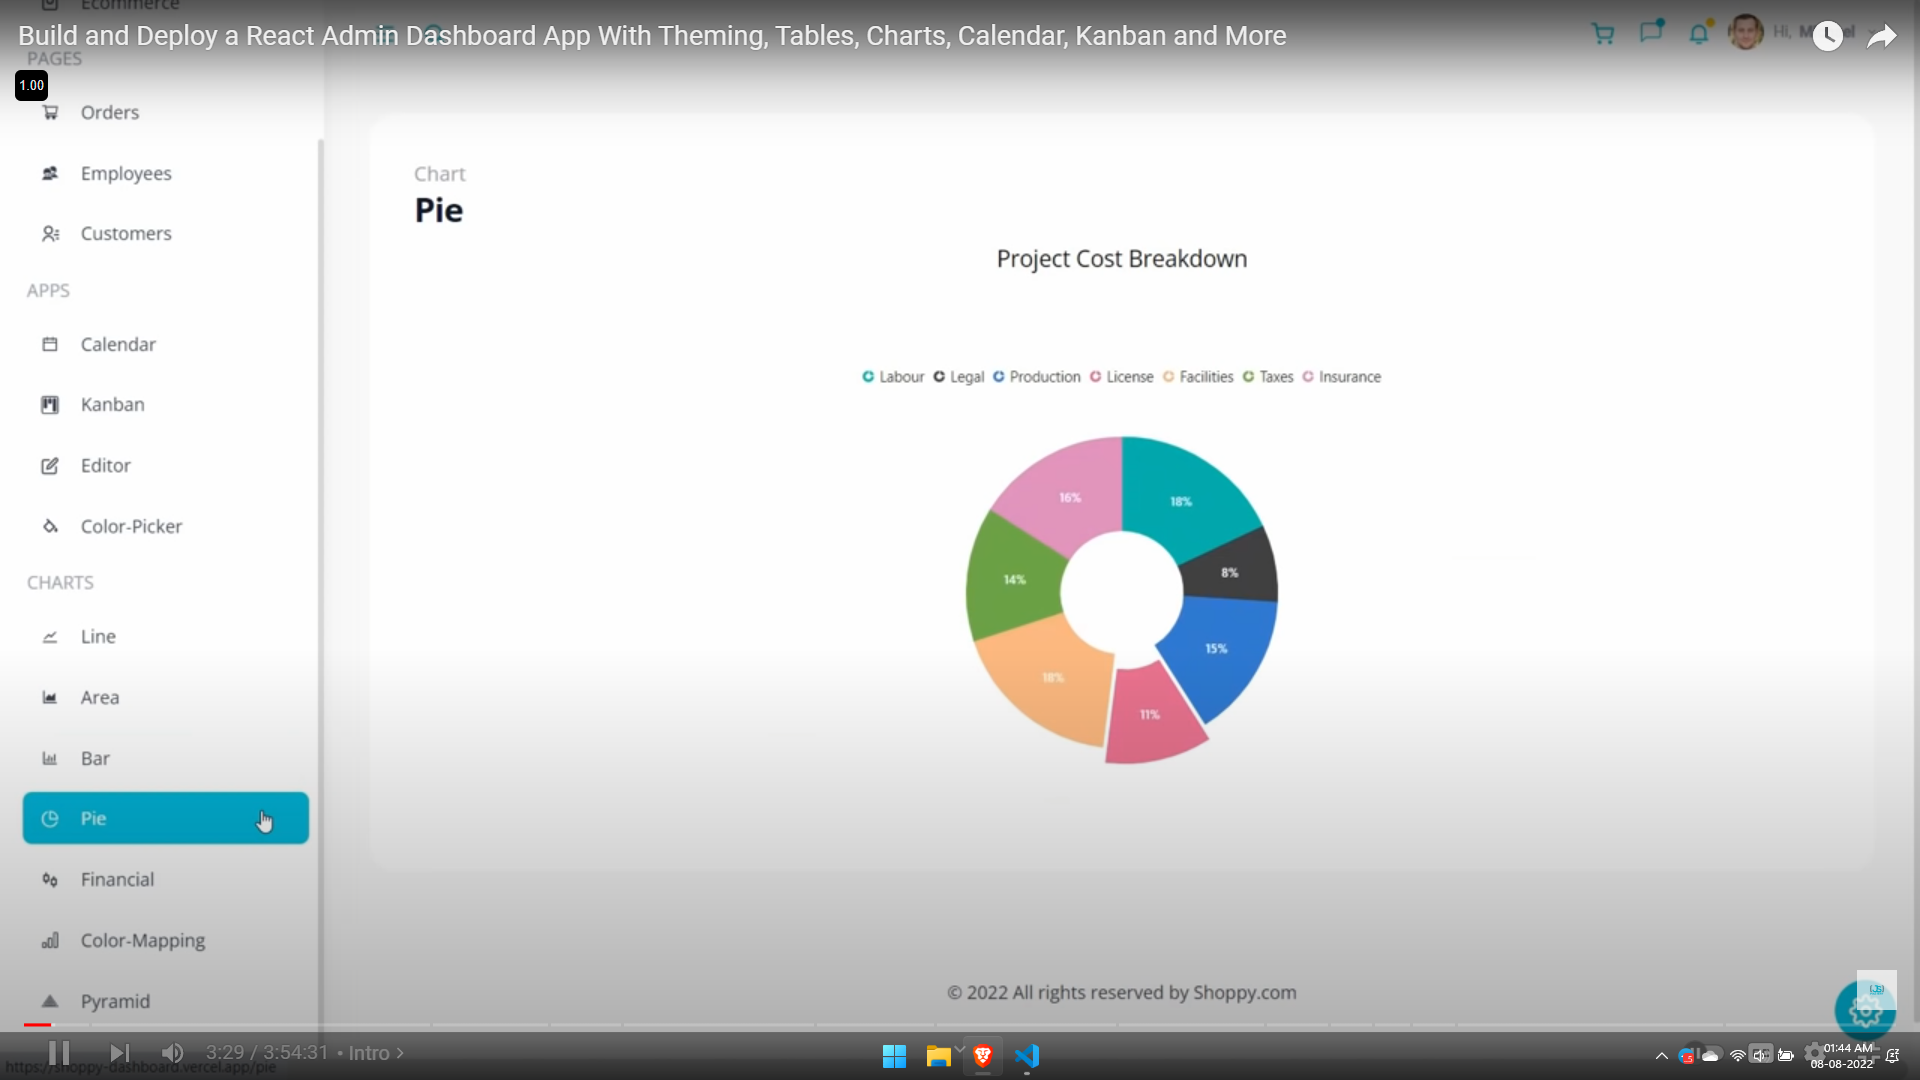 Ecommerce
Build and Deploy a React Admin Dashboard App With Theming, Tables, Charts, Calendar, Kanban and More
Hi,
PAGES
1.00
Orders
Employees
Customers
APPS
Calendar
Kanban
Editor
Color-Picker
CHARTS
Line
Area
Bar
Pie
Financial
Color-Mapping
Pyramid
Chart
Pie
Project Cost Breakdown
Labour Legal Production License Facilities Taxes Insurance
16%
18%
8%
14%
15%
18%
11%
© 2022 All rights reserved by Shoppy.com
3:29 / 3:54:31 • Intro >
https://shoppy-dashboard.vercel.app/pie
01:44 AM
08-08-2022